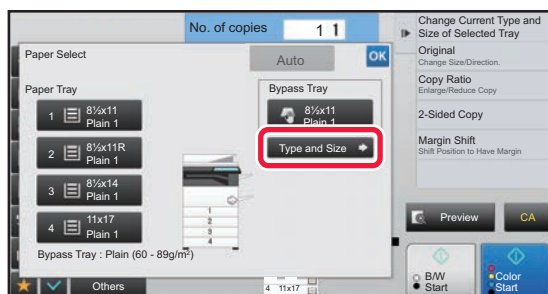 No. of copies
1 1
Change Current Type and
Size of Selected Tray
Original
Change Size/Direction.
Copy Ratio
Enlarge/Reduce Copy
2-Sided Copy
Margin Shift
Shift Position to Have Margin
Preview
CA
B/W
Start
Color
Start
Paper Select
Auto
OK
Paper Tray
1
8½x11
Plain 1
2
8½x11R
Plain 1
3
8½x14
Plain 1
4
11x17
Plain 1
Bypass Tray
8½x11
Plain 1
Type and Size
1
2
3
4
Bypass Tray : Plain (60 - 89g/m²)
Others
4 11x17